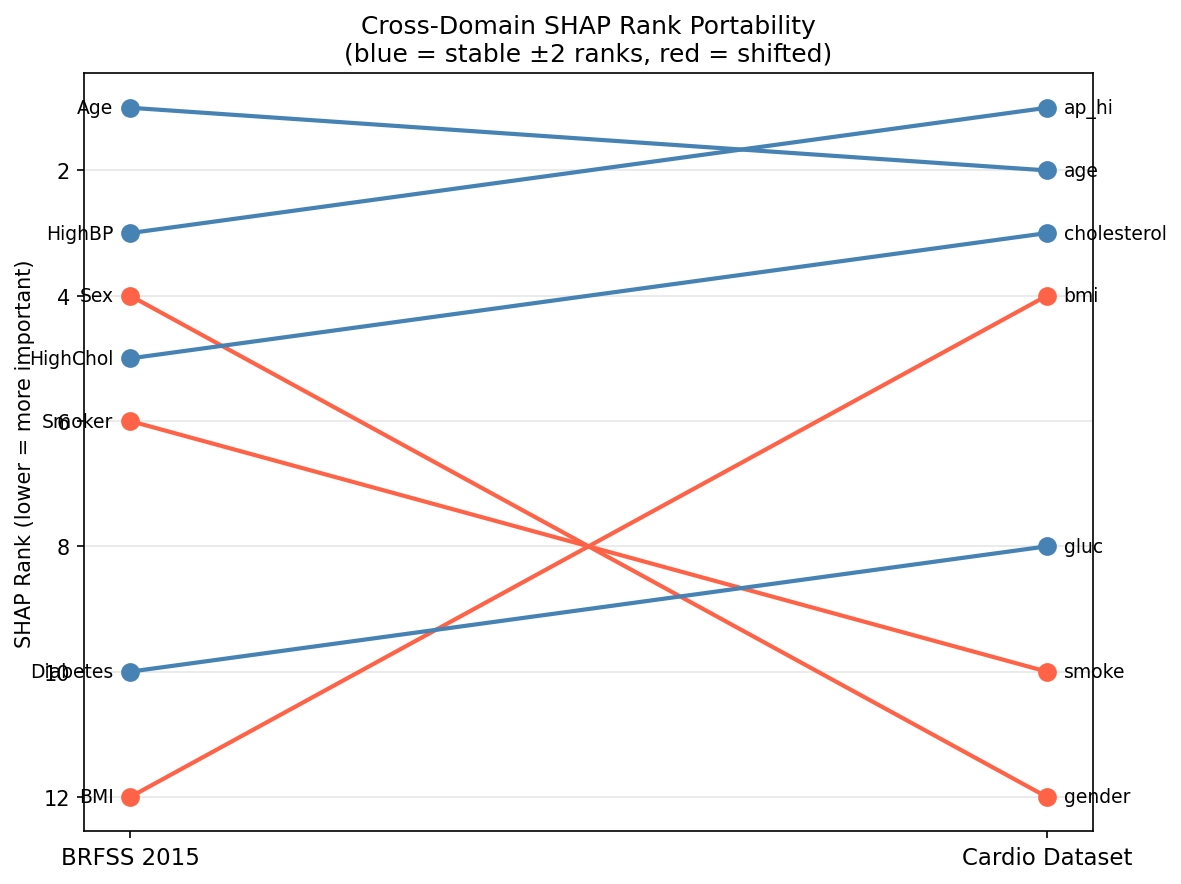 Cross-Domain SHAP Rank Portability
(blue = stable ±2 ranks, red = shifted)
SHAP Rank (lower = more important)
2
4
6
8
10
12
Age
HighBP
Sex
HighChol
Smoker
Diabetes
BMI
ap_hi
age
cholesterol
bmi
gluc
smoke
gender
BRFSS 2015
Cardio Dataset